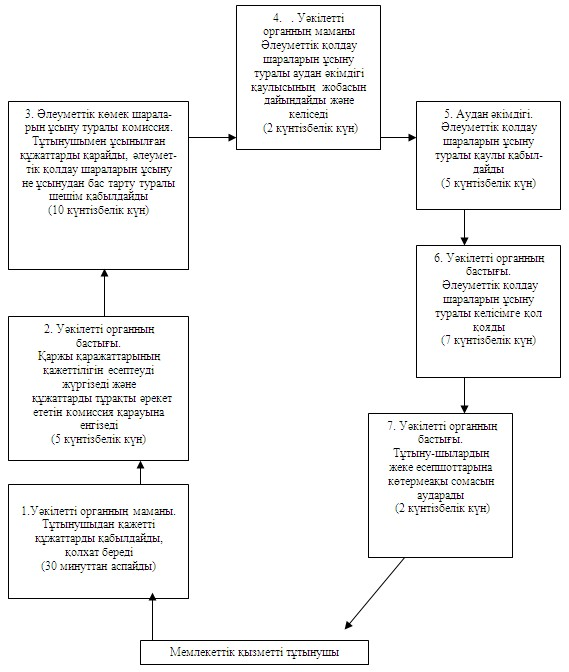 1.Уәкілетті органның маманы.
Тұтынушыдан қажетті
құжаттарды қабылдайды,
қолхат береді
(30 минуттан аспайды)
2. Уәкілетті органның
бастығы.
Қаржы қаражаттарының
қажеттілігін есептеуді
жүргізеді және
құжаттарды тұрақты әрекет
ететін комиссия қарауына
енгізеді
(5 күнтізбелік күн)
3. Әлеуметтік көмек шарала-
рын ұсыну туралы комиссия.
Тұтынушымен ұсынылған
құжаттарды қарайды, әлеумет-
тік қолдау шараларын ұсыну
не ұсынудан бас тарту туралы
шешім қабылдайды
(10 күнтізбелік күн)
4. . Уәкілетті
органның маманы
Әлеуметтік қолдау
шараларын ұсыну
туралы аудан әкімдігі
қаулысының жобасын
дайындайды және
келіседі
(2 күнтізбелік күн)
5. Аудан әкімдігі.
Әлеуметтік қолдау
шараларын ұсыну
туралы қаулы қабыл-
дайды
(5 күнтізбелік күн)
6. Уәкілетті органның
бастығы.
Әлеуметтік қолдау
шараларын ұсыну
туралы келісімге қол
қояды
(7 күнтізбелік күн)
7. Уәкілетті органның
бастығы.
Тұтыну-шылардың
жеке есепшоттарына
көтермеақы сомасын
аударады
(2 күнтізбелік күн)
Мемлекеттік қызметті тұтынушы